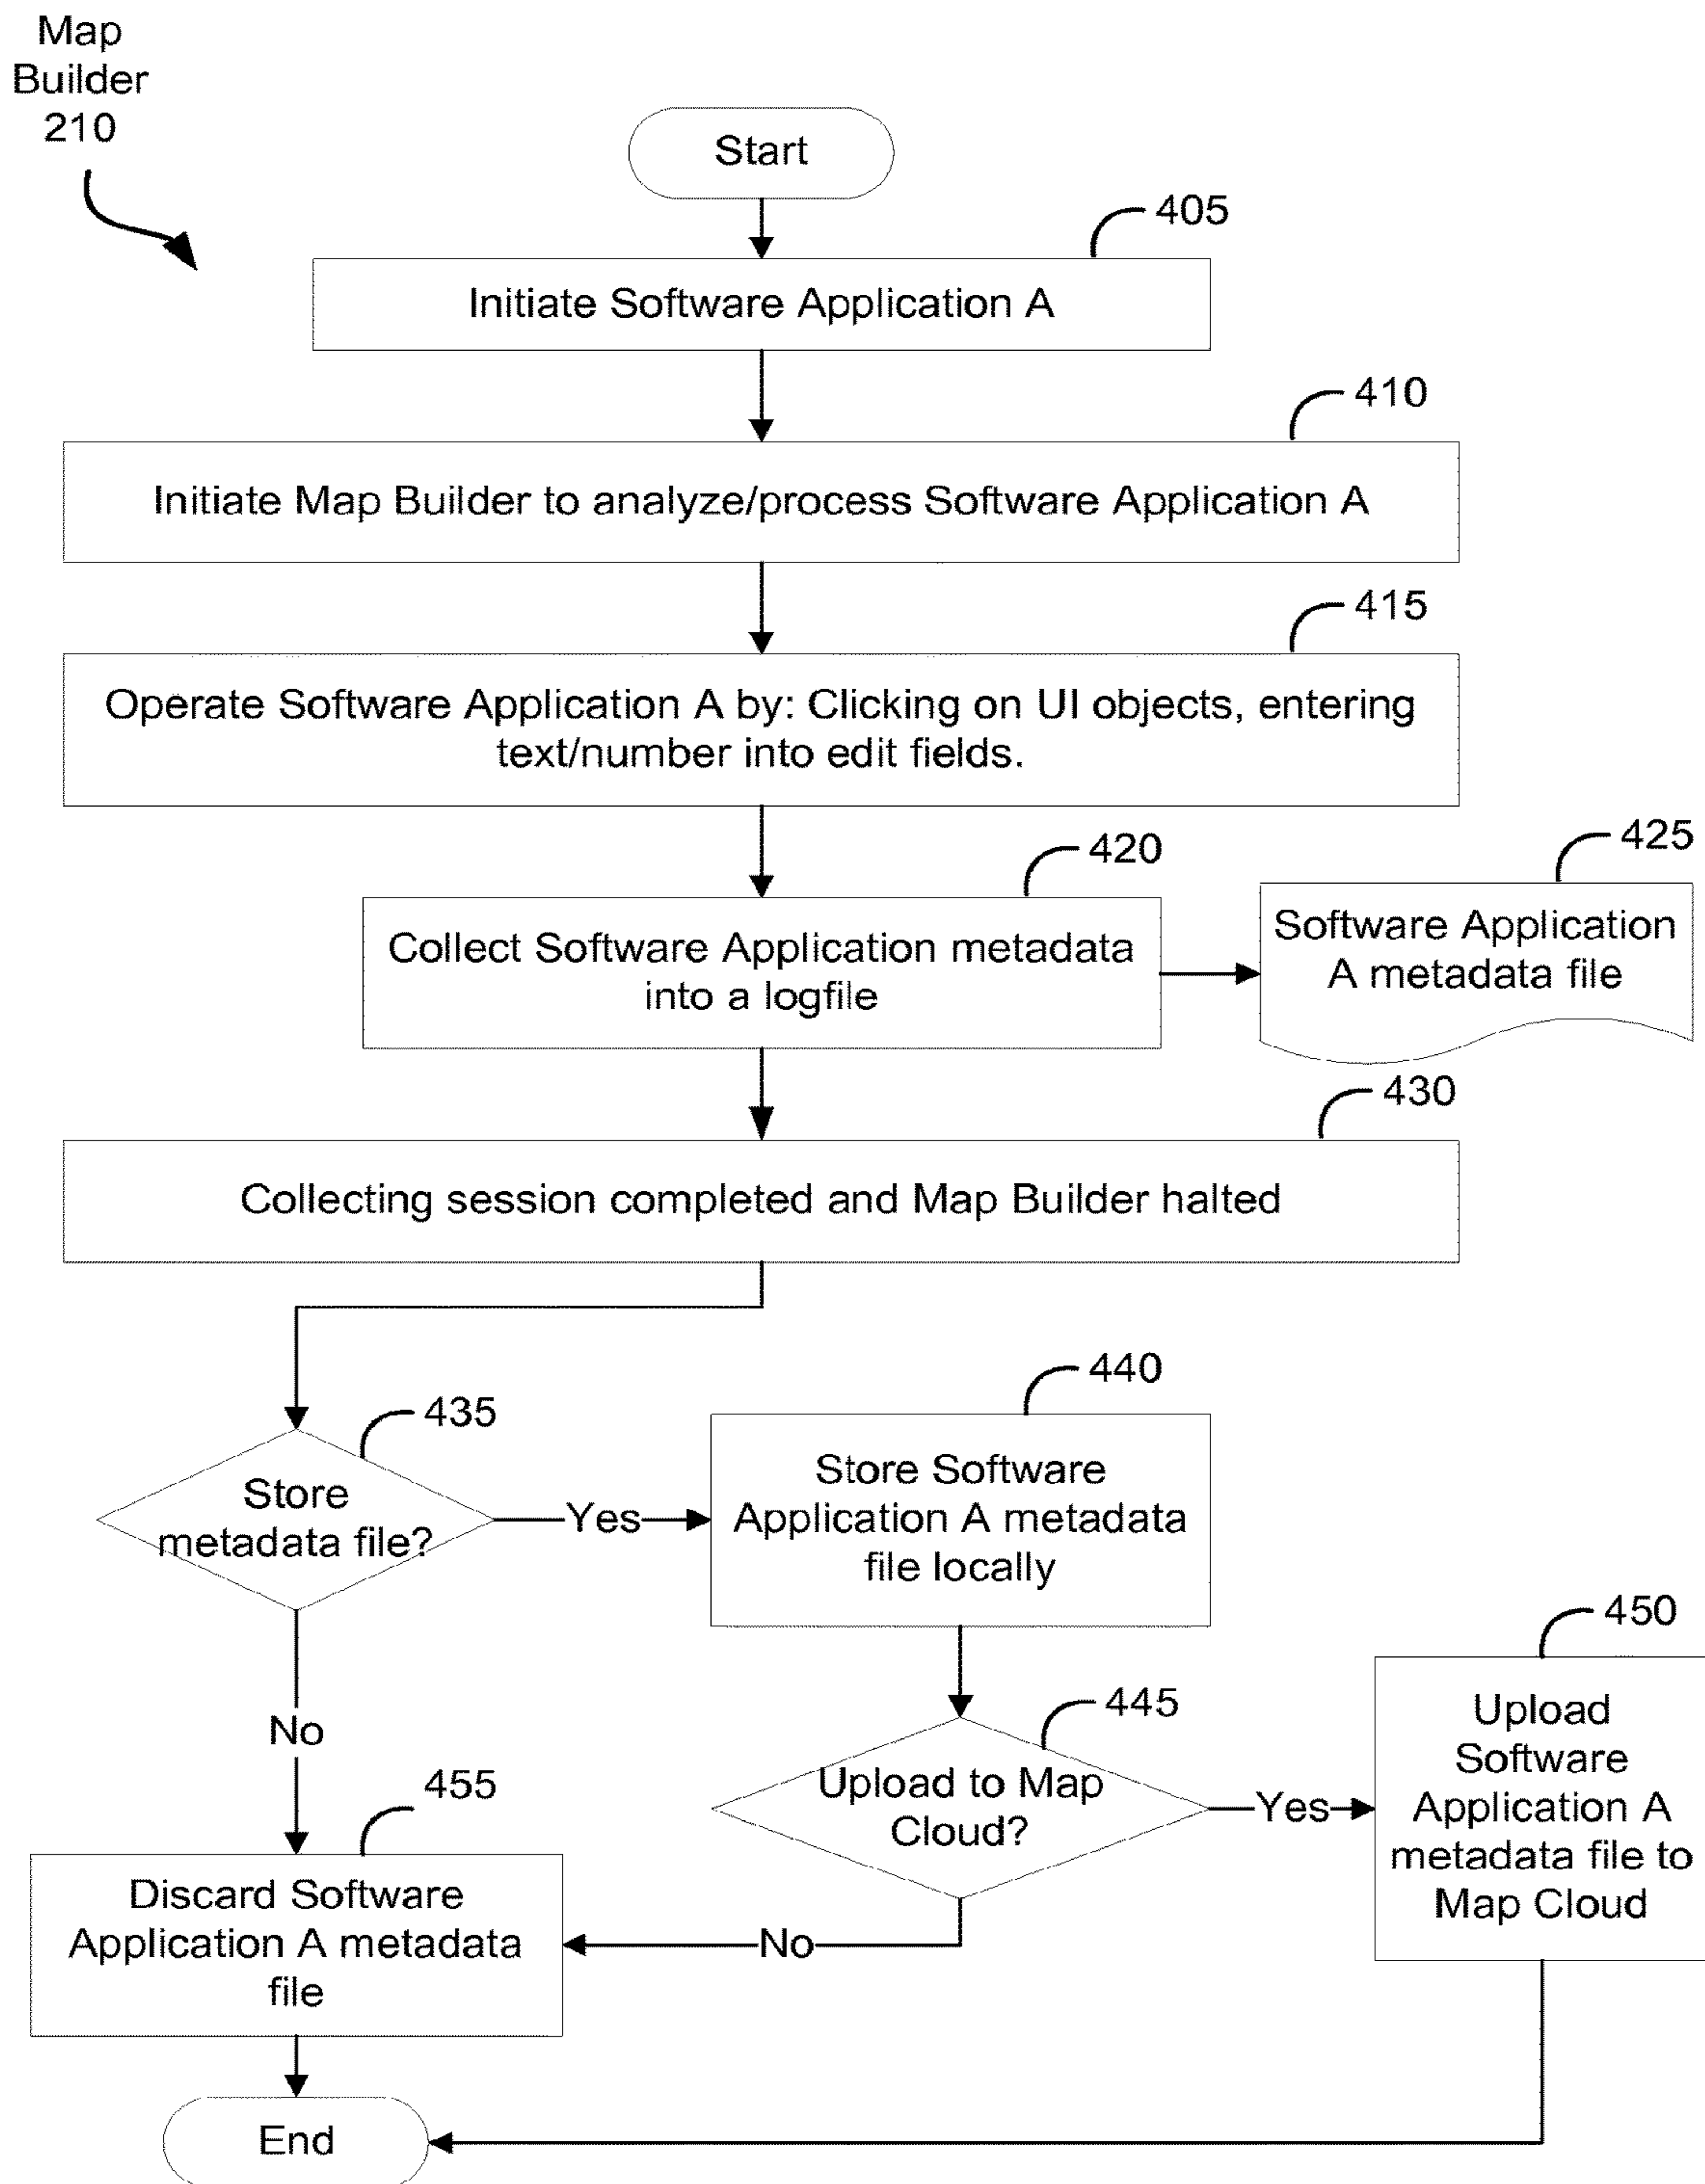 Map
Builder
210
Start
405
Initiate Software Application A
410
Initiate Map Builder to analyze/process Software Application A
415
Operate Software Application A by: Clicking on UI objects, entering
text/number into edit fields.
420
Collect Software Application metadata
into a logfile
425
Software Application
A metadata file
430
Collecting session completed and Map Builder halted
435
Store
metadata file?
Yes
440
Store Software
Application A metadata
file locally
No
445
Upload to Map
Cloud?
Yes
450
Upload
Software
Application A
metadata file to
Map Cloud
455
Discard Software
Application A metadata
file
No
End